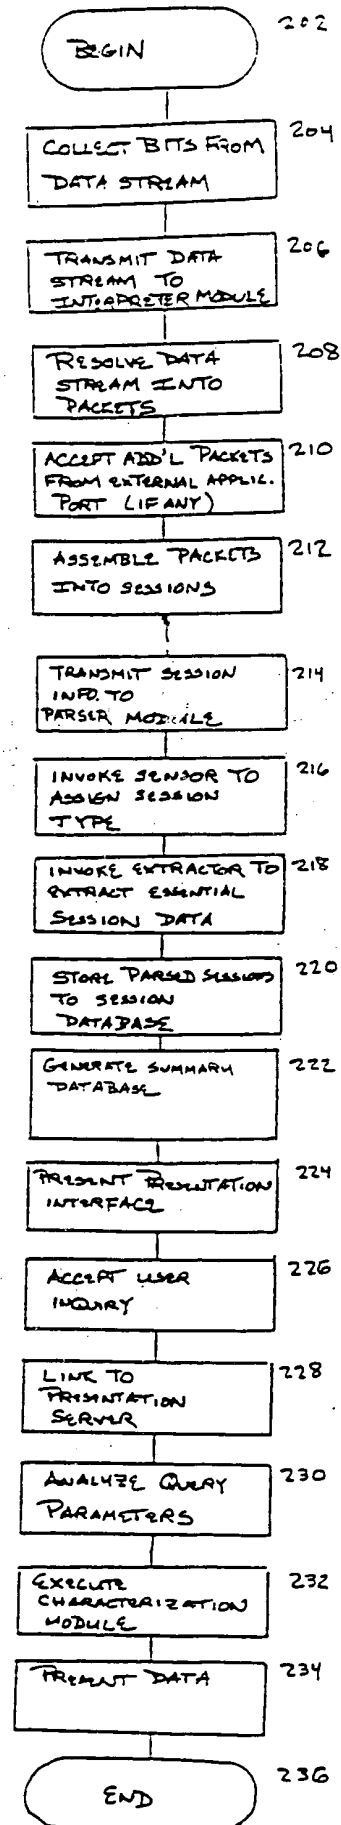 202
BEGIN
204
COLLECT BITS FROM
DATA STREAM
206
TRANSMIT DATA
STREAM TO
INTERPRETER MODULE
208
RESOLVE DATA
STREAM INTO
PACKETS
210
ACCEPT ADD'L PACKETS
FROM EXTERNAL APPLIC.
PORT (IF ANY)
212
ASSEMBLE PACKETS
INTO SESSIONS
214
TRANSMIT SESSION
INFO. TO
PARSER MODULE
216
INVOKE SENSOR TO
ASSIGN SESSION
TYPE
218
INVOKE EXTRACTOR TO
EXTRACT ESSENTIAL
SESSION DATA
220
STORE PARSED SESSIONS
TO SESSION
DATABASE
222
GENERATE SUMMARY
DATABASE
224
PRESENT PRESENTATION
INTERFACE
226
ACCEPT USER
INQUIRY
228
LINK TO
PRESENTATION
SERVER
230
ANALYZE QUERY
PARAMETERS
232
EXECUTE
CHARACTERIZATION
MODULE
234
PRESENT DATA
236
END